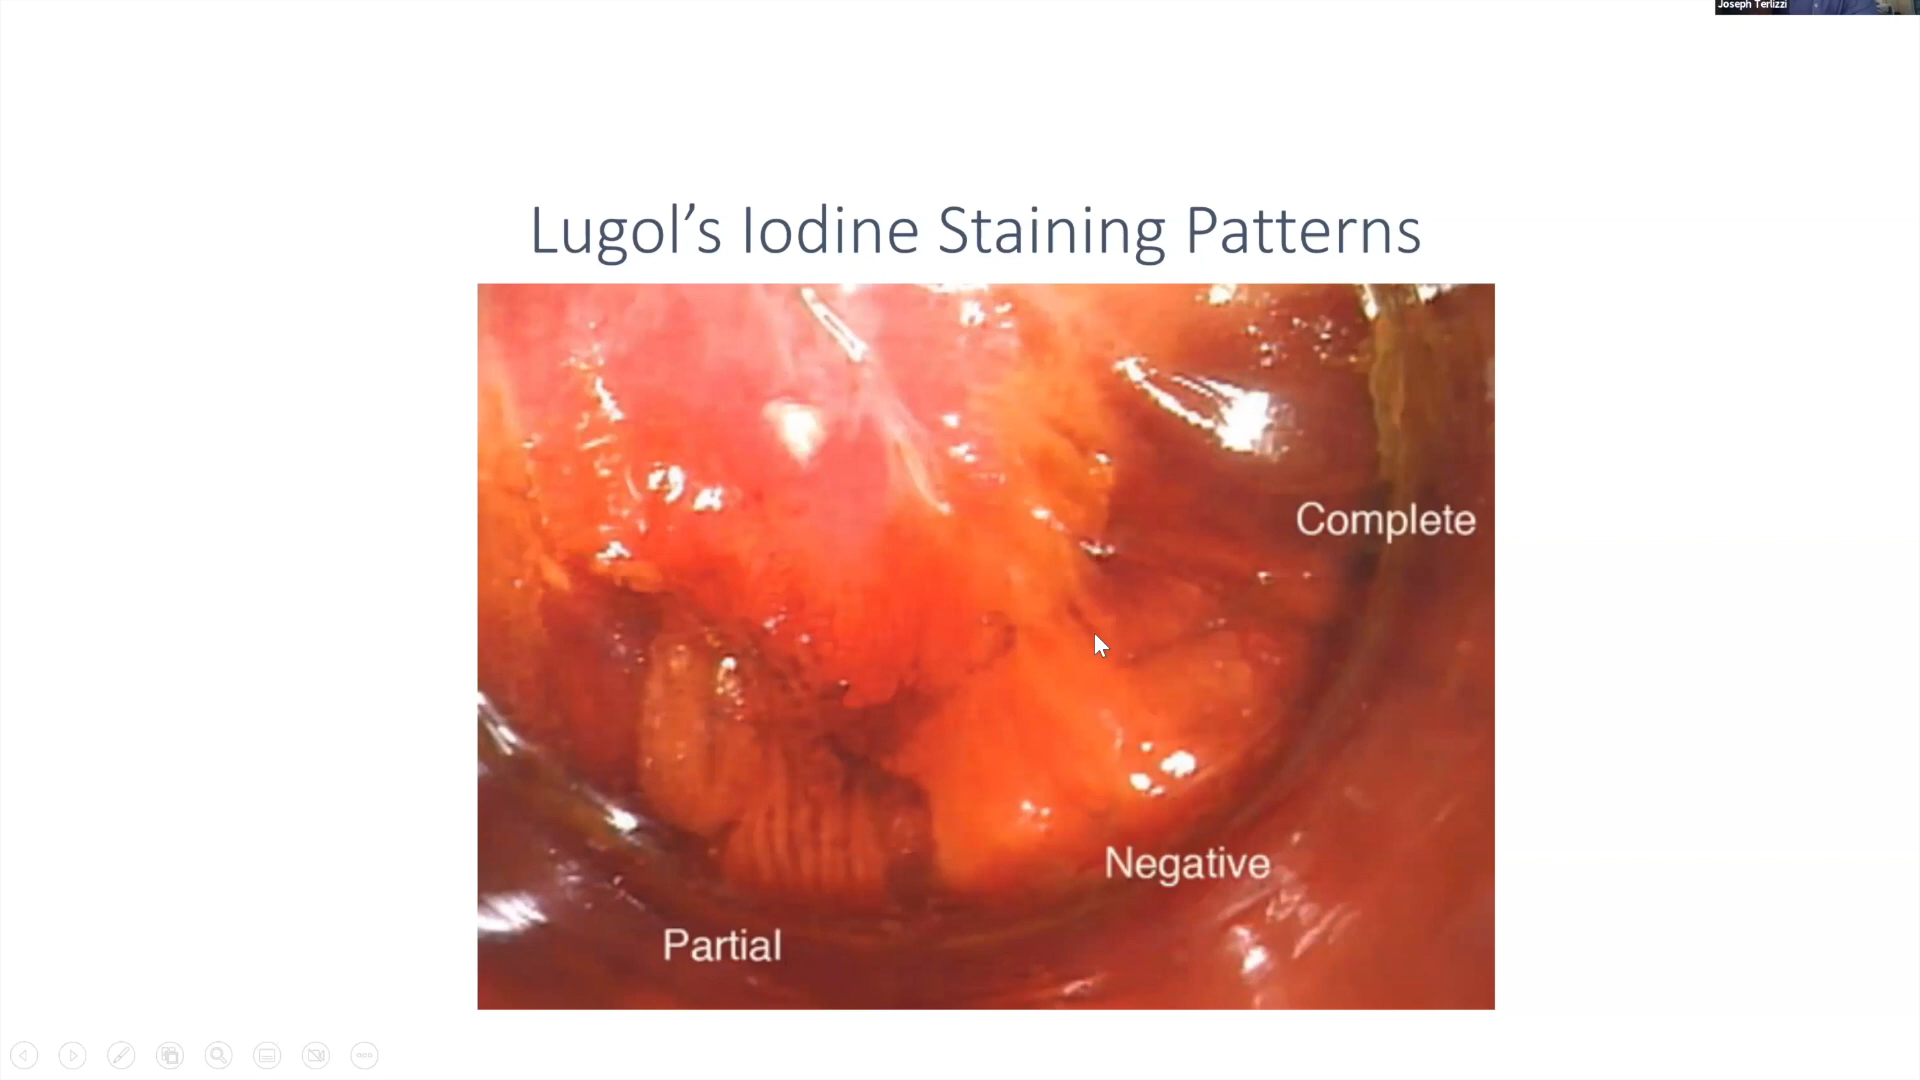 Joseph Terlizzi
Lugol’s Iodine Staining Patterns
Complete
Negative
Partial